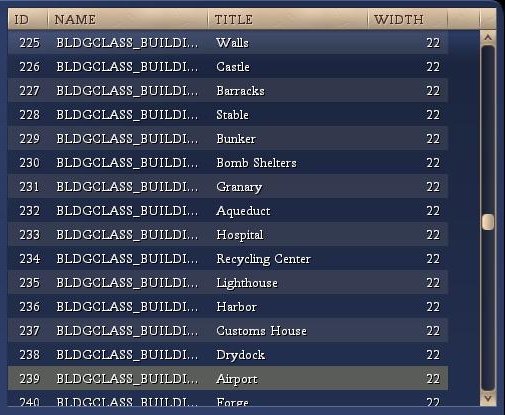 ID NAME TITLE WIDTH
225 BLDGCLASS_BUILDI... Walls 22
226 BLDGCLASS_BUILDI... Castle 22
227 BLDGCLASS_BUILDI... Barracks 22
228 BLDGCLASS_BUILDI... Stable 22
229 BLDGCLASS_BUILDI... Bunker 22
230 BLDGCLASS_BUILDI... Bomb Shelters 22
231 BLDGCLASS_BUILDI... Granary 22
232 BLDGCLASS_BUILDI... Aqueduct 22
233 BLDGCLASS_BUILDI... Hospital 22
234 BLDGCLASS_BUILDI... Recycling Center 22
235 BLDGCLASS_BUILDI... Lighthouse 22
236 BLDGCLASS_BUILDI... Harbor 22
237 BLDGCLASS_BUILDI... Customs House 22
238 BLDGCLASS_BUILDI... Drydock 22
239 BLDGCLASS_BUILDI... Airport 22
240 BLDGCLASS_BUILDI... Forge 22